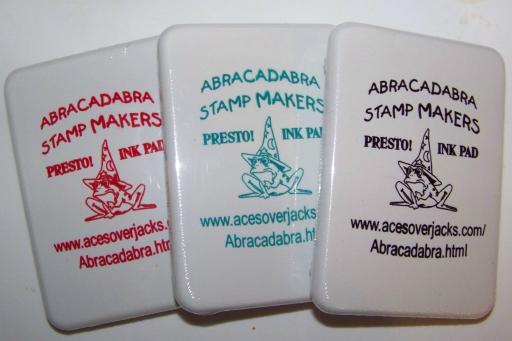 ABRACADABRA
STAMP MAKERS
PRESTO! INK PAD
www.acesoverjacks.
Abracadabra.htm
ABRACADABRA
STAMP MAKERS
PRESTO! INK PAD
www.acesoverjacks.
Abracadabra.ht
ABRACADABRA
STAMP MAKERS
PRESTO! INK PAD
www.acesoverjacks.com/
Abracadabra.html